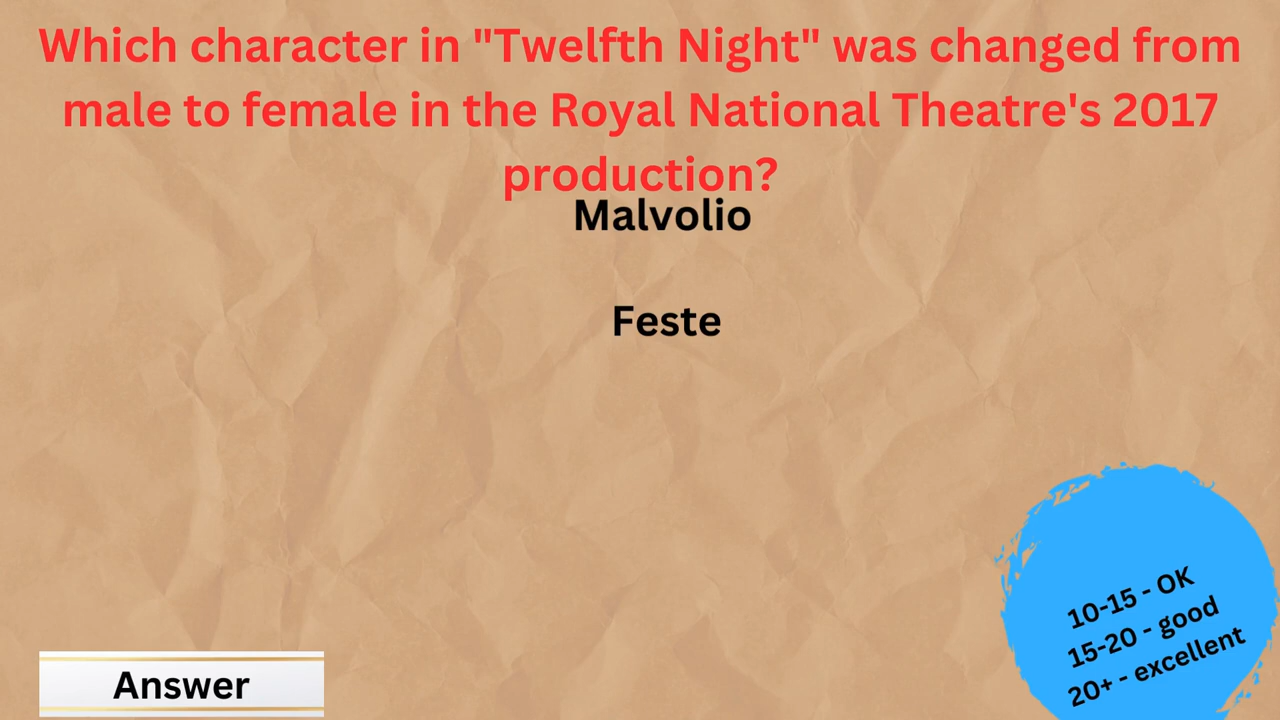 Which character in "Twelfth Night" was changed from
male to female in the Royal National Theatre's 2017
production?
Malvolio
Feste
10-15 - OK
15-20 - good
20+ - excellent
Answer